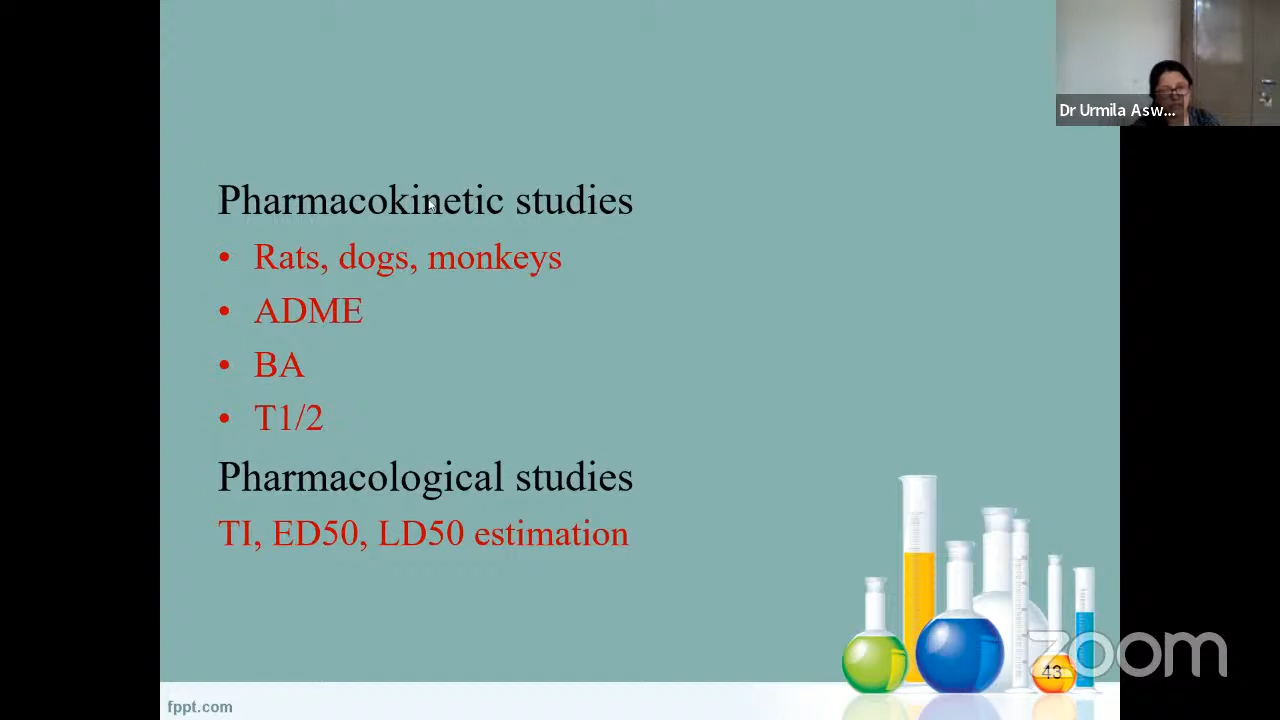 Dr Urmila Asw...
Pharmacokinetic studies
• Rats, dogs, monkeys
• ADME
• BA
• T1/2
Pharmacological studies
TI, ED50, LD50 estimation
43
zoom
fppt.com